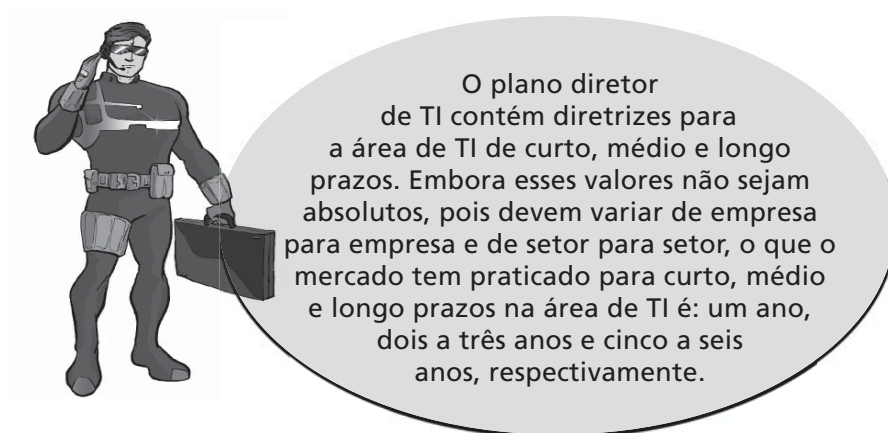 O plano diretor
de TI contém diretrizes para
a área de TI de curto, médio e longo
prazos. Embora esses valores não sejam
absolutos, pois devem variar de empresa
para empresa e de setor para setor, o que o
mercado tem praticado para curto, médio
e longo prazos na área de TI é: um ano,
dois a três anos e cinco a seis
anos, respectivamente.